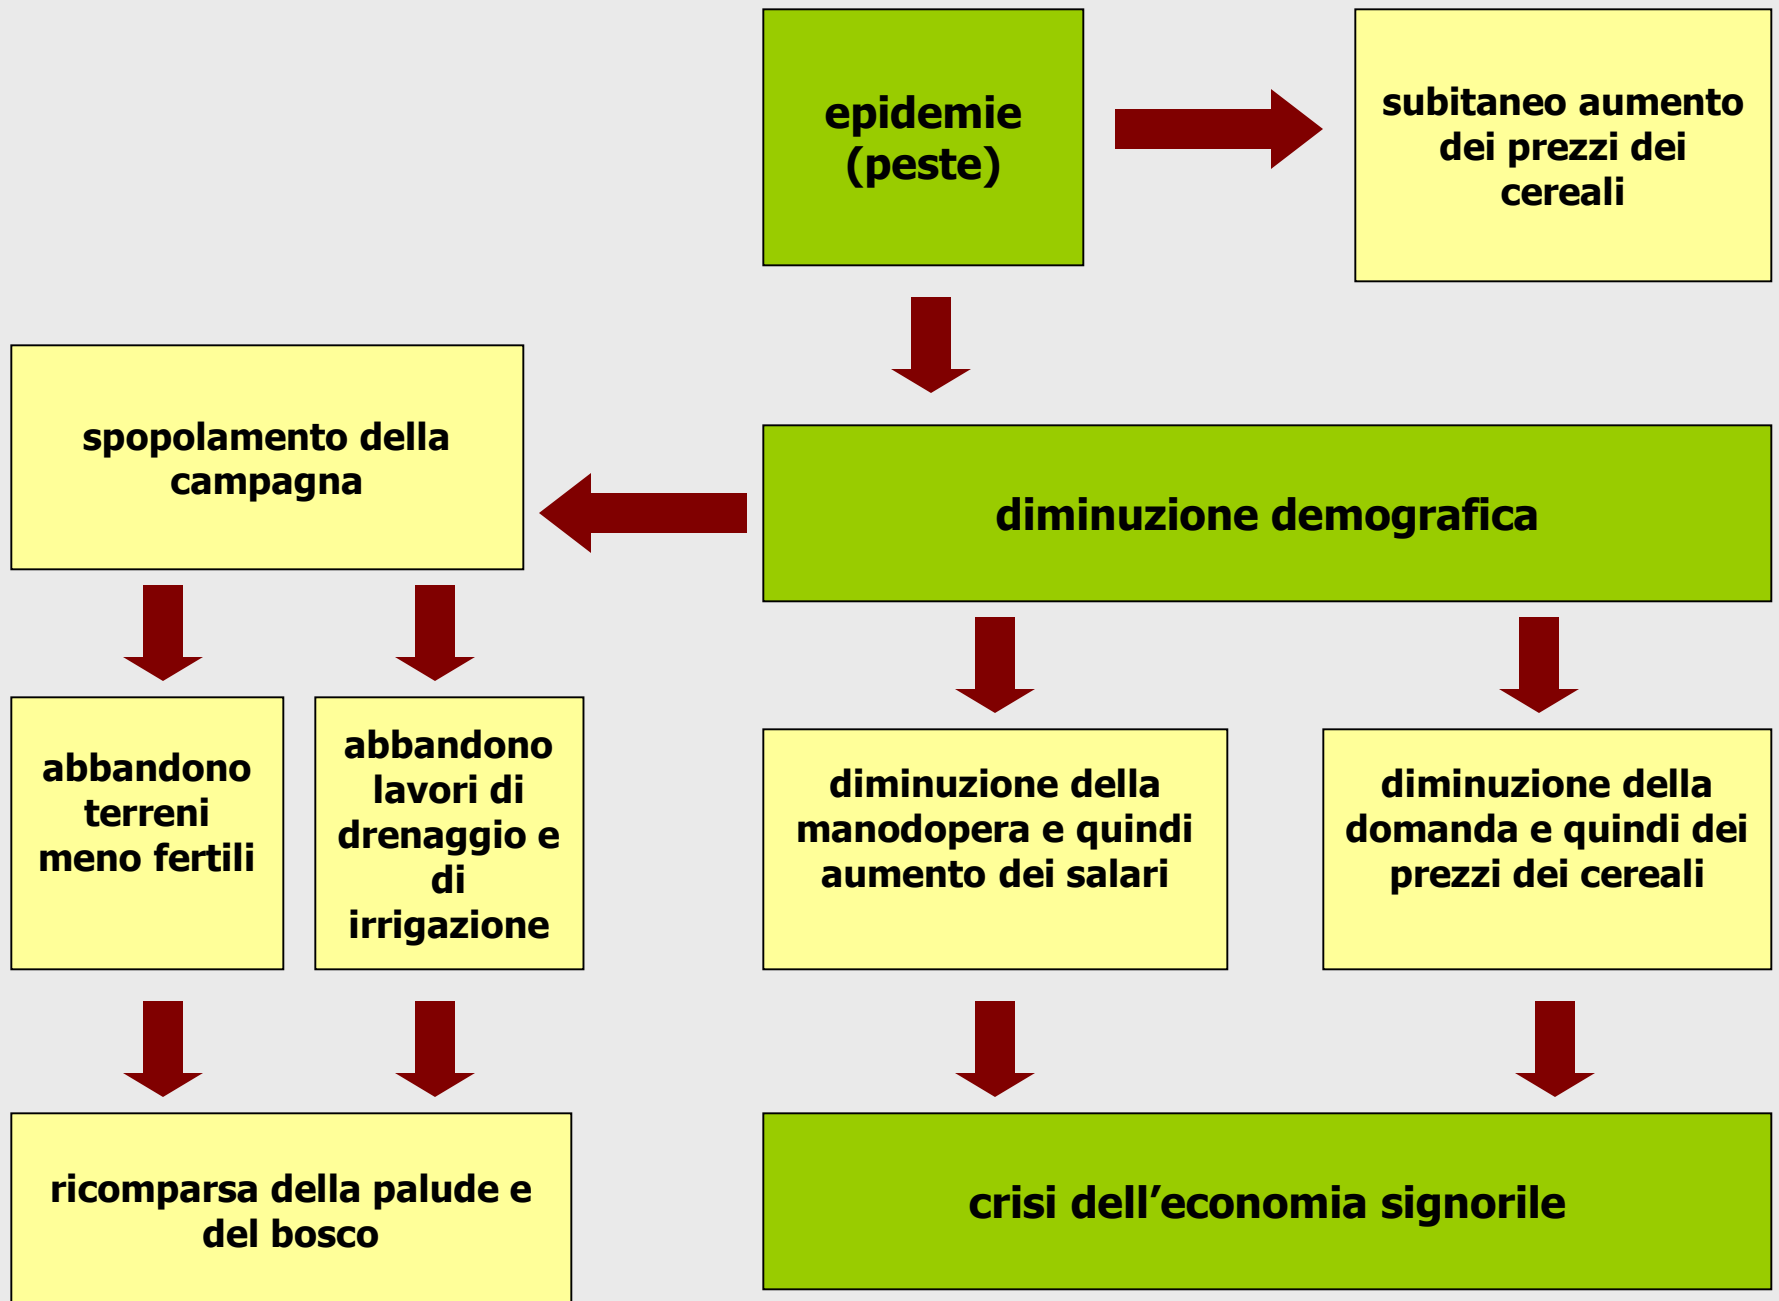 epidemie
(peste)
subitaneo aumento
dei prezzi dei
cereali
spopolamento della
campagna
diminuzione demografica
abbandono
terreni
meno fertili
abbandono
lavori di
drenaggio e
di
irrigazione
diminuzione della
manodopera e quindi
aumento dei salari
diminuzione della
domanda e quindi dei
prezzi dei cereali
ricomparsa della palude e
del bosco
crisi dell’economia signorile